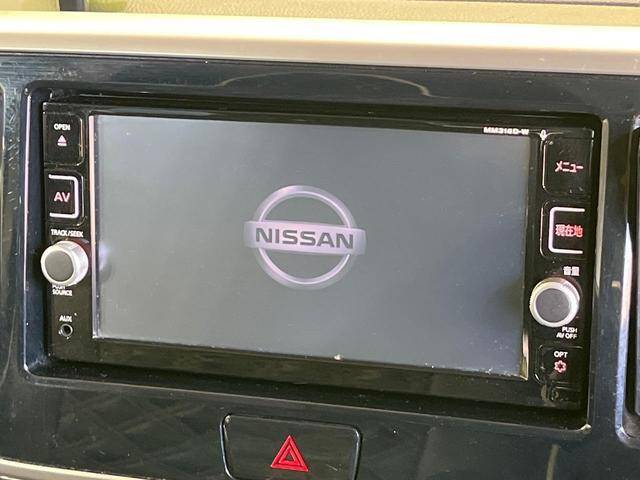 MM316D-W
OPEN
AV
TRACK/SEEK
PUSH
SOURCE
AUX
NISSAN
メニュー
現在地
音量
PUSH
AV OFF
OPT